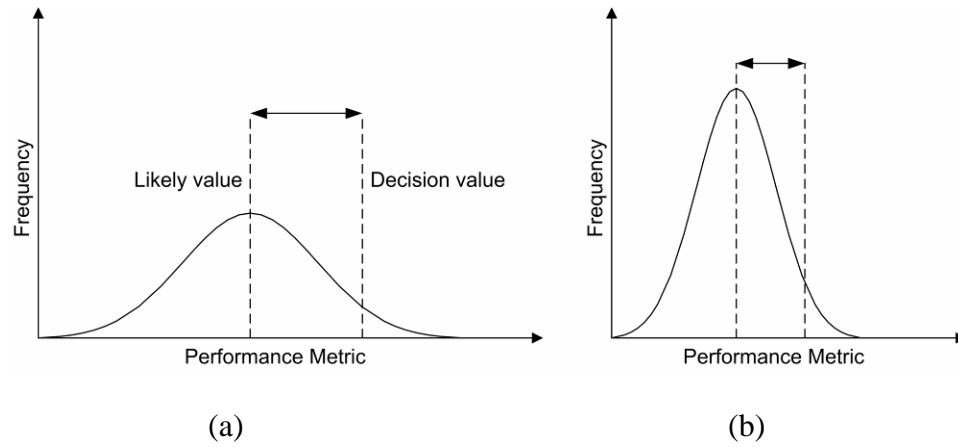 Frequency
Likely value
Decision value
Performance Metric
(a)
Frequency
Performance Metric
(b)